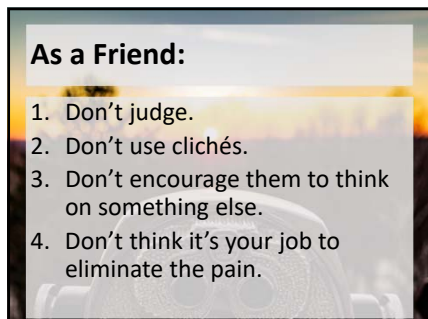 As a Friend:
1. Don’t judge.
2. Don’t use clichés.
3. Don’t encourage them to think
on something else.
4. Don’t think it’s your job to
eliminate the pain.